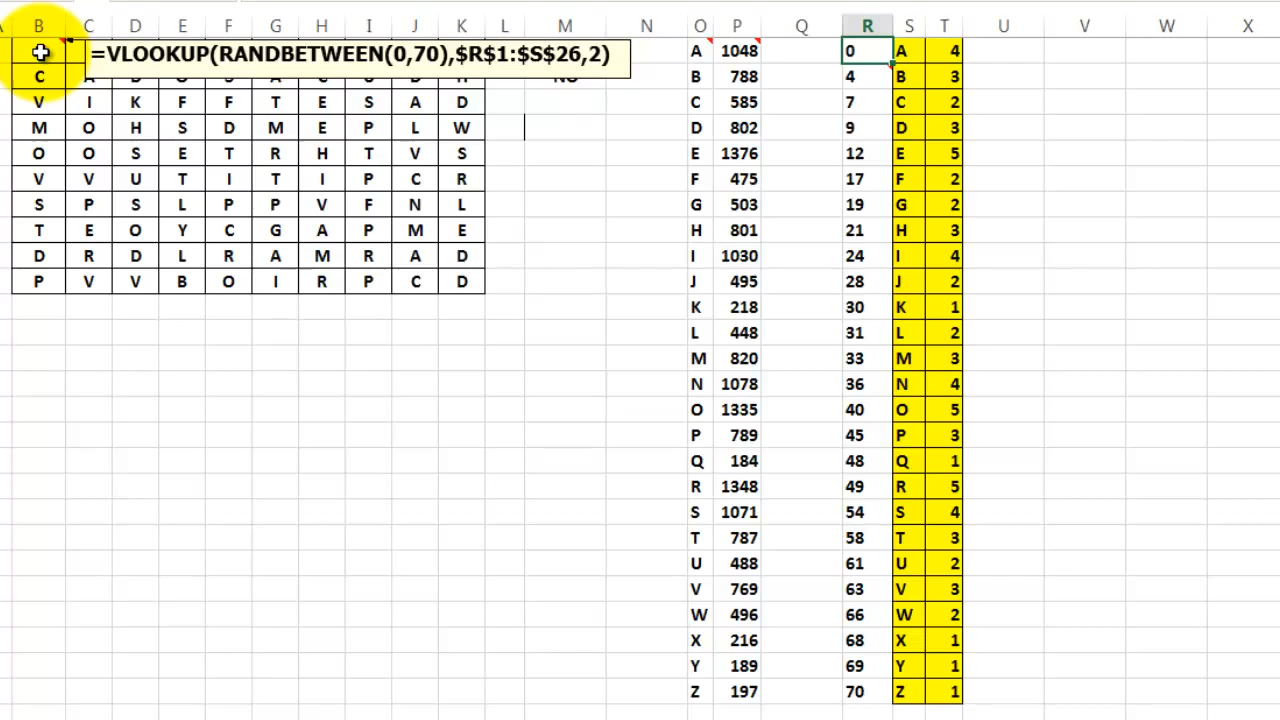 B C D E F G H I J K L M N O P Q R S T U V W X
=VLOOKUP(RANDBETWEEN(0,70),$R$1:$S$26,2) A 1048 0 A 4
C B 788 4 B 3
V I K F F T E S A D C 585 7 C 2
M O H S D M E P L W D 802 9 D 3
O O S E T R H T V S E 1376 12 E 5
V V U T I T I P C R F 475 17 F 2
S P S L P P V F N L G 503 19 G 2
T E O Y C G A P M E H 801 21 H 3
D R D L R A M R A D I 1030 24 I 4
P V V B O I R P C D J 495 28 J 2
K 218 30 K 1
L 448 31 L 2
M 820 33 M 3
N 1078 36 N 4
O 1335 40 O 5
P 789 45 P 3
Q 184 48 Q 1
R 1348 49 R 5
S 1071 54 S 4
T 787 58 T 3
U 488 61 U 2
V 769 63 V 3
W 496 66 W 2
X 216 68 X 1
Y 189 69 Y 1
Z 197 70 Z 1